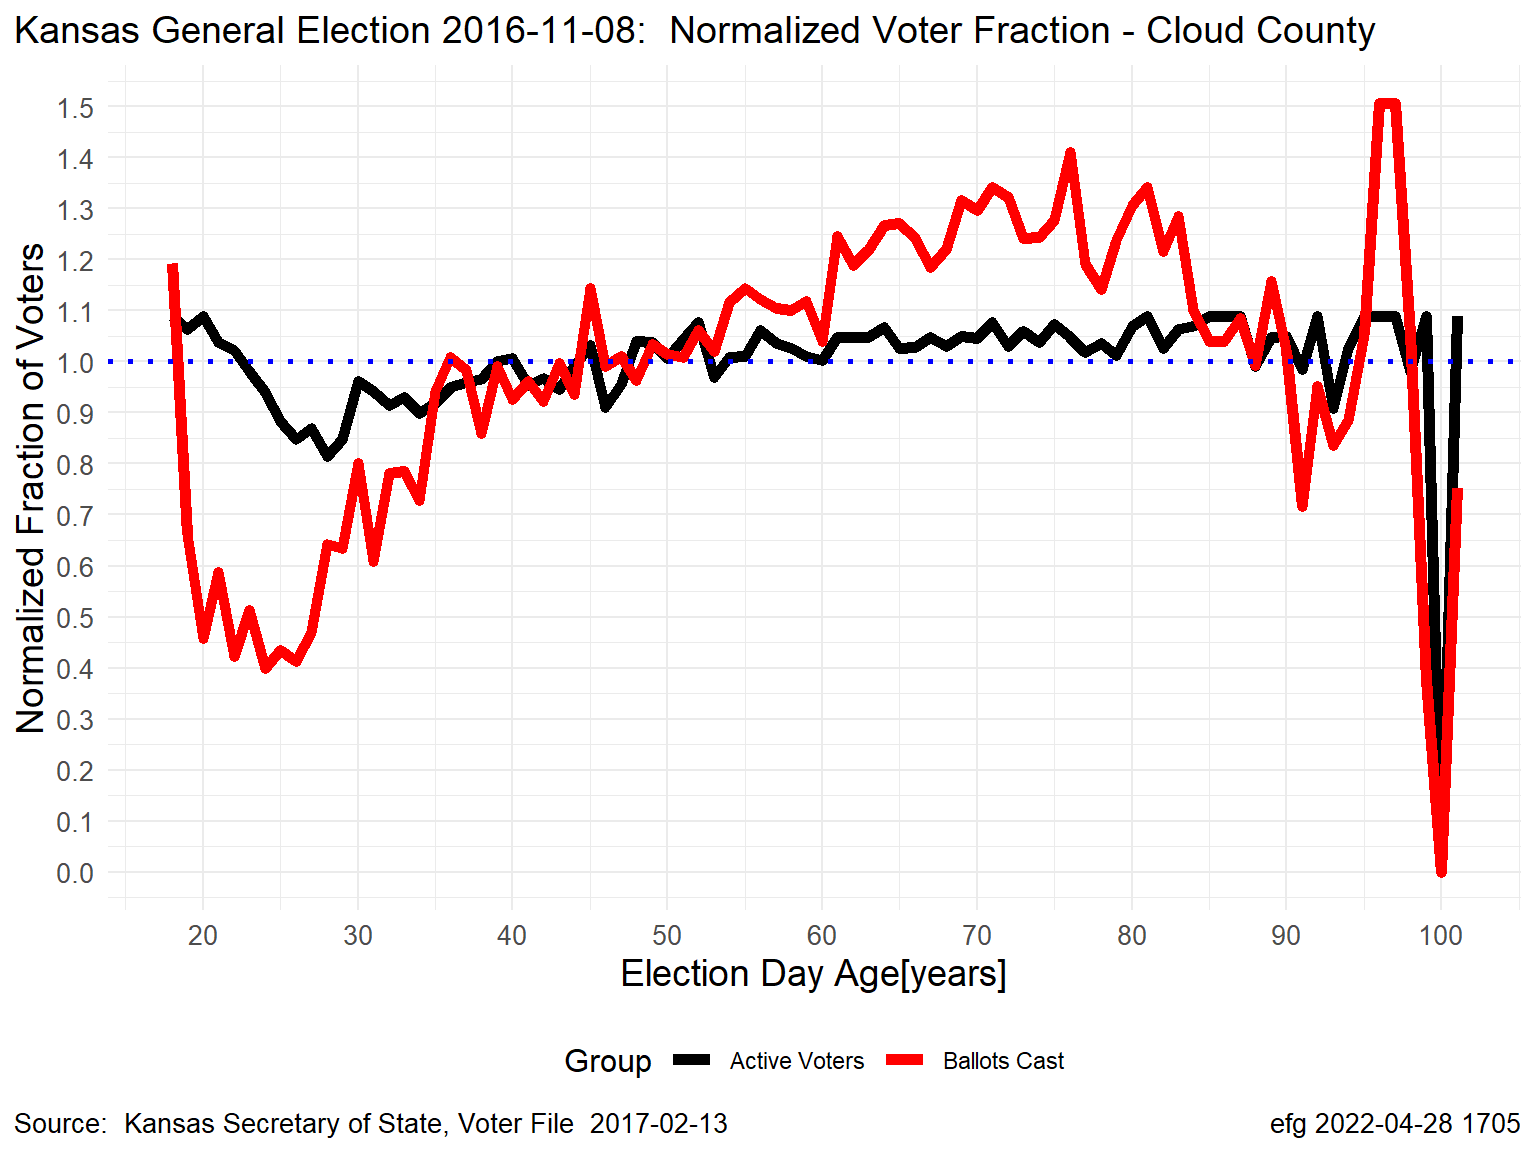 Kansas General Election 2016-11-08:  Normalized Voter Fraction - Cloud County
Normalized Fraction of Voters
1.5
1.4
1.3
1.2
1.1
1.0
0.9
0.8
0.7
0.6
0.5
0.4
0.3
0.2
0.1
0.0
20 30 40 50 60 70 80 90 100
Election Day Age[years]
Group Active Voters Ballots Cast
Source:  Kansas Secretary of State, Voter File  2017-02-13
efg 2022-04-28 1705